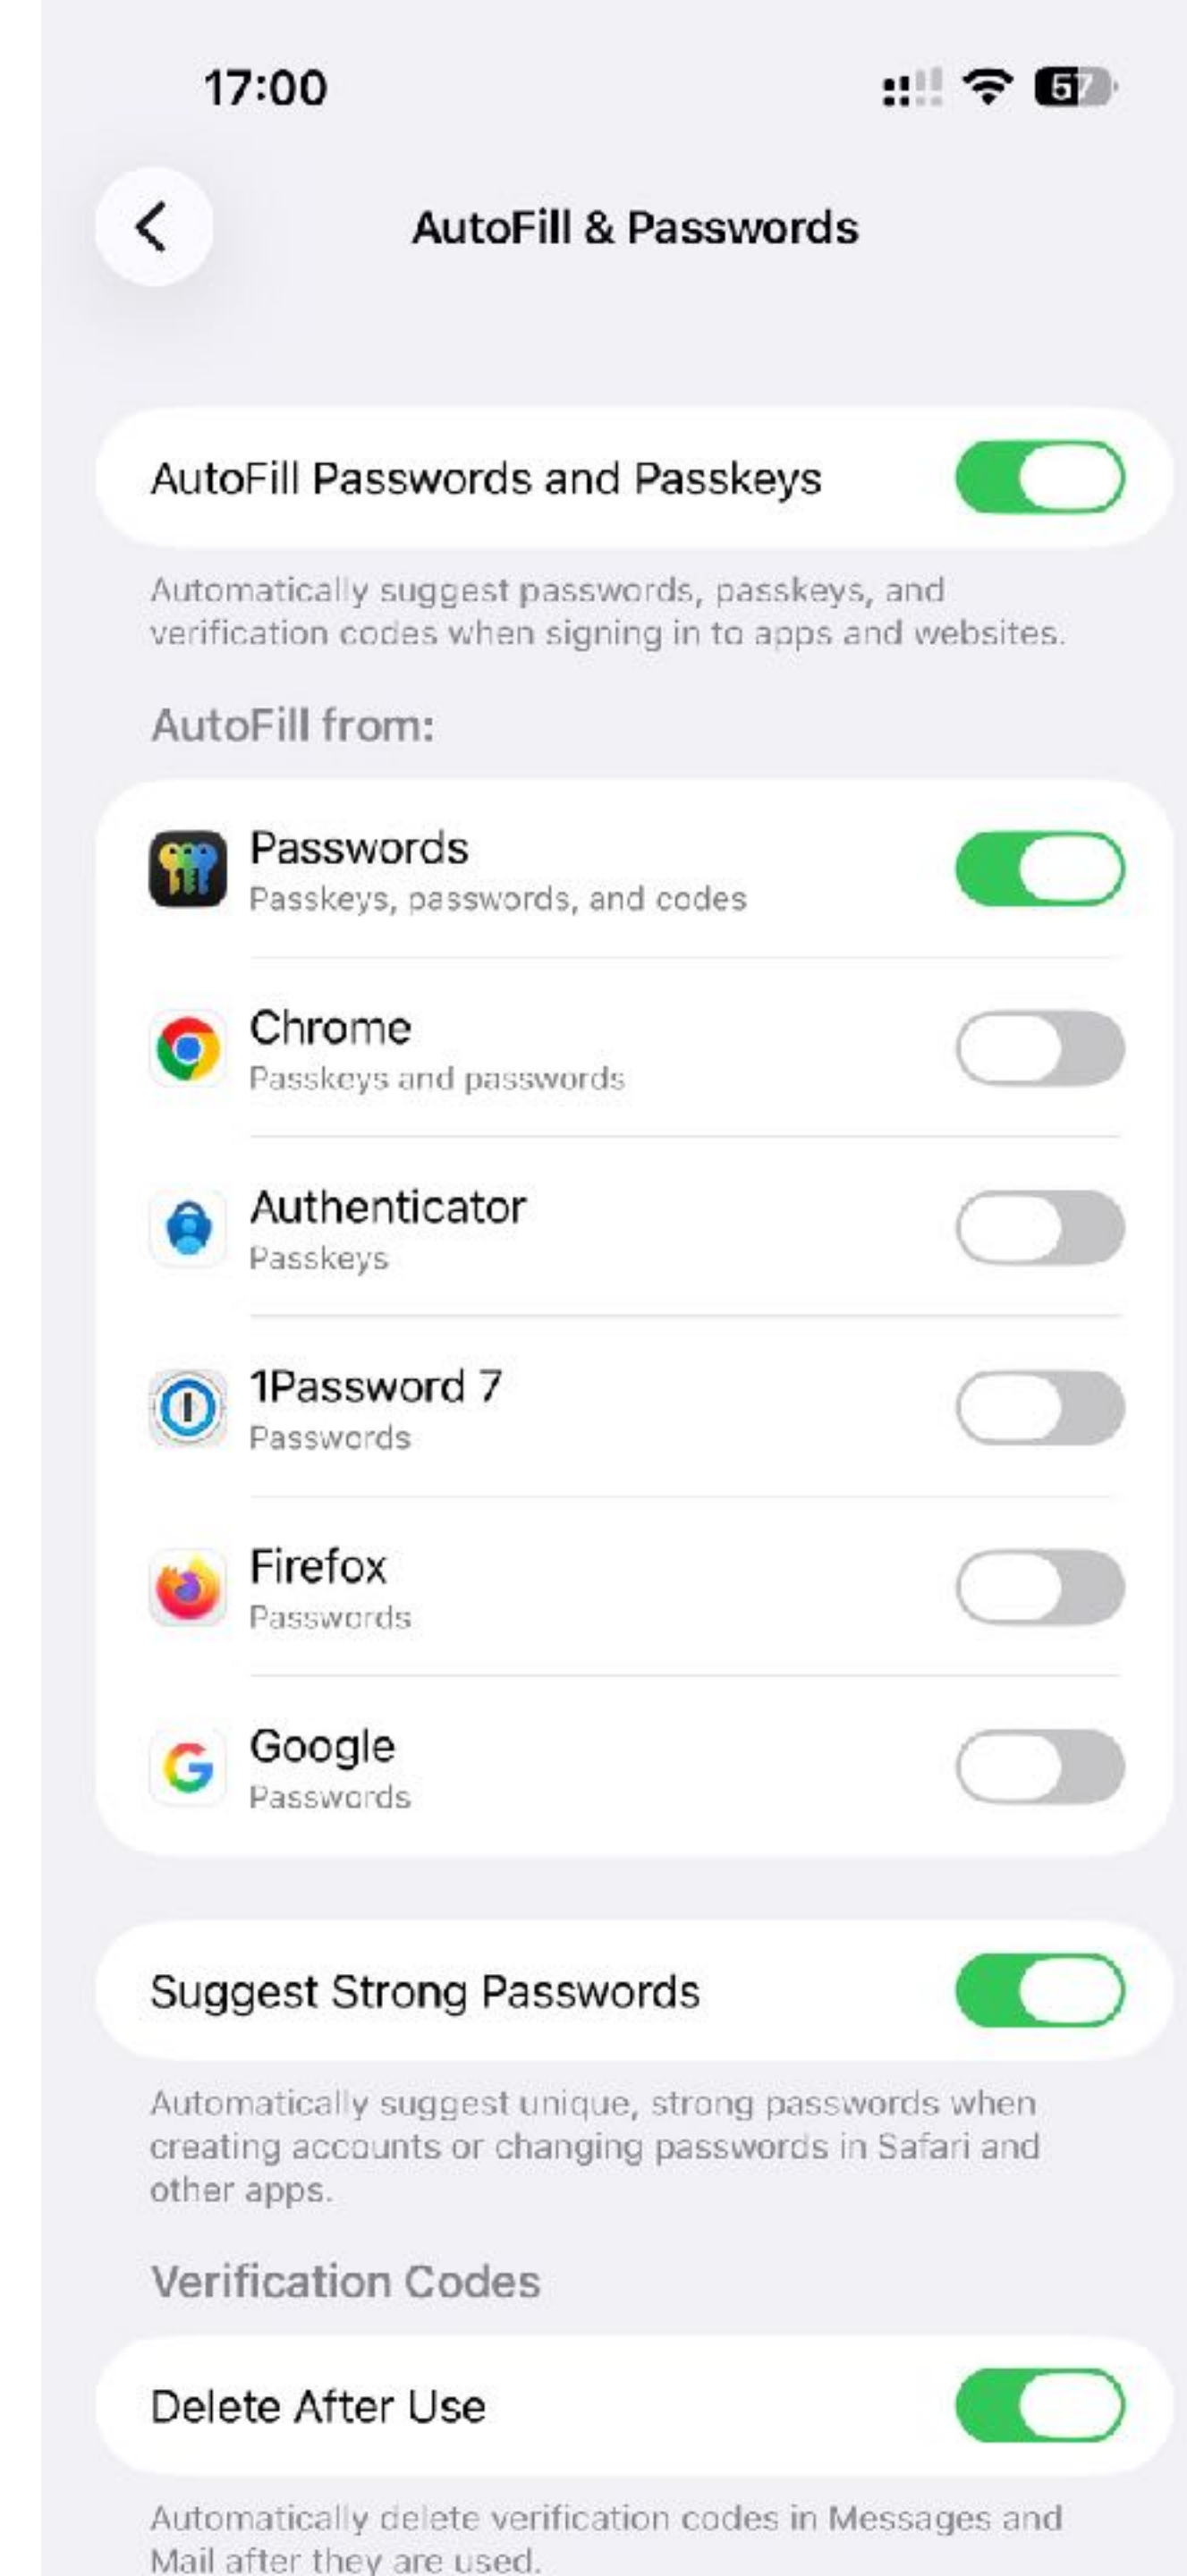 17:00
57
AutoFill & Passwords
AutoFill Passwords and Passkeys
Automatically suggest passwords, passkeys, and
verification codes when signing in to apps and websites.
AutoFill from:
Passwords
Passkeys, passwords, and codes
Chrome
Passkeys and passwords
Authenticator
Passkeys
1Password 7
Passwords
Firefox
Passwords
Google
Passwords
Suggest Strong Passwords
Automatically suggest unique, strong passwords when
creating accounts or changing passwords in Safari and
other apps.
Verification Codes
Delete After Use
Automatically delete verification codes in Messages and
Mail after they are used.